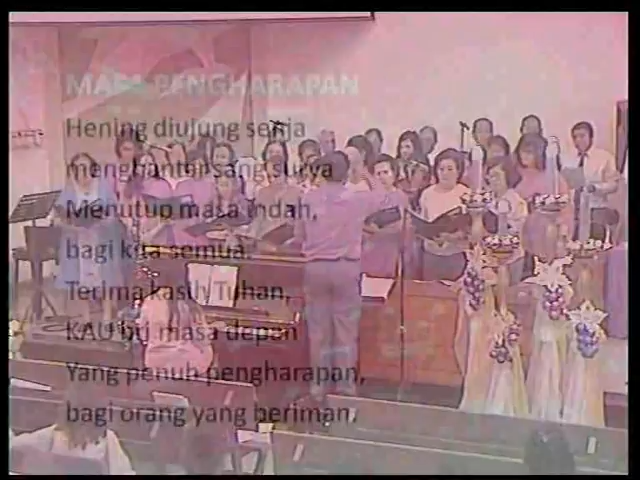 MASA PENGHARAPAN
Hening diujung senja
menghantar sang surya
Menutup masa indah,
bagi kita semua.
Terima kasih Tuhan,
KAU bri masa depan
Yang penuh pengharapan,
bagi orang yang beriman.